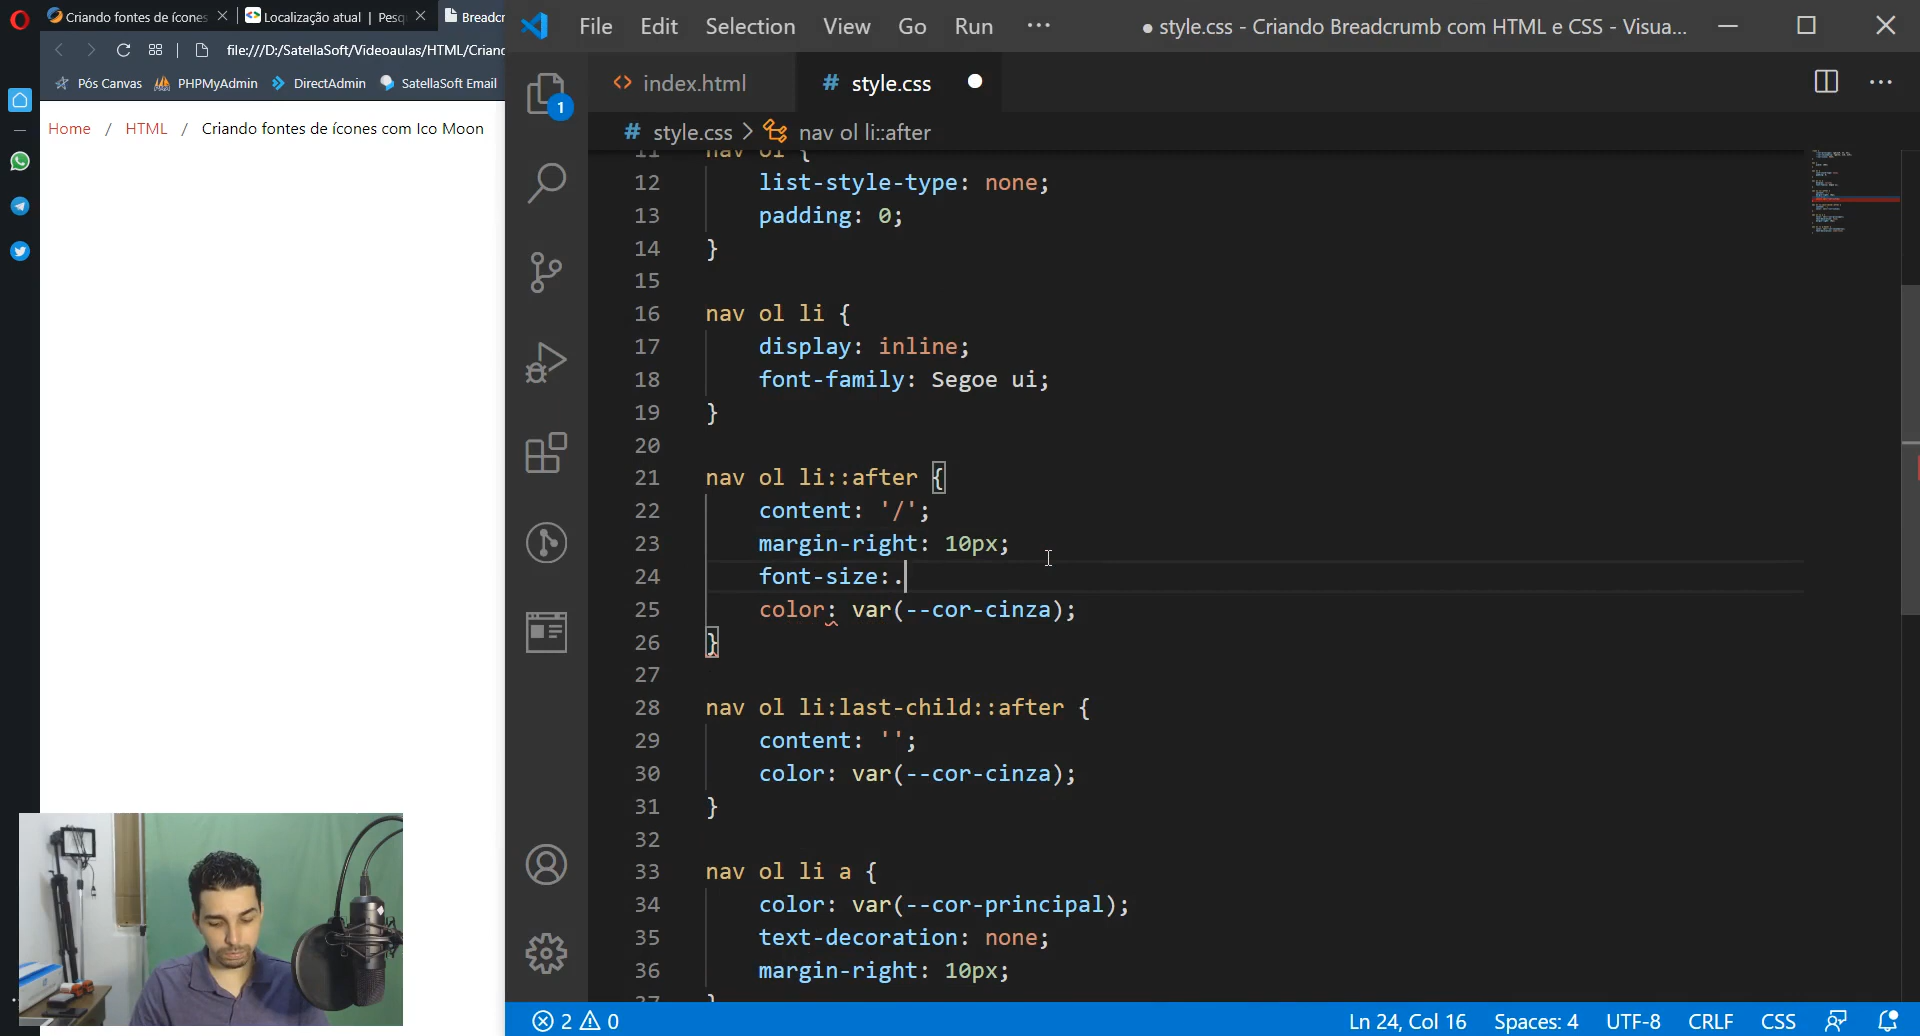 Criando fontes de ícones
Localização atual | Pesq
Breadcr
file:///D:/SatellaSoft/Videoaulas/HTML/Crianc
Pós Canvas
PHPMyAdmin
DirectAdmin
SatellaSoft Email
Home / HTML / Criando fontes de ícones com Ico Moon
File Edit Selection View Go Run ···
● style.css - Criando Breadcrumb com HTML e CSS - Visua...
<> index.html
# style.css ●
# style.css > nav ol li::after
1
11 nav ol {
12 list-style-type: none;
13 padding: 0;
14 }
15
16 nav ol li {
17 display: inline;
18 font-family: Segoe ui;
19 }
20
21 nav ol li::after {
22 content: '/';
23 margin-right: 10px;
24 font-size:.
25 color: var(--cor-cinza);
26 }
27
28 nav ol li:last-child::after {
29 content: '';
30 color: var(--cor-cinza);
31 }
32
33 nav ol li a {
34 color: var(--cor-principal);
35 text-decoration: none;
36 margin-right: 10px;
37 }
2 0
Ln 24, Col 16 Spaces: 4 UTF-8 CRLF CSS